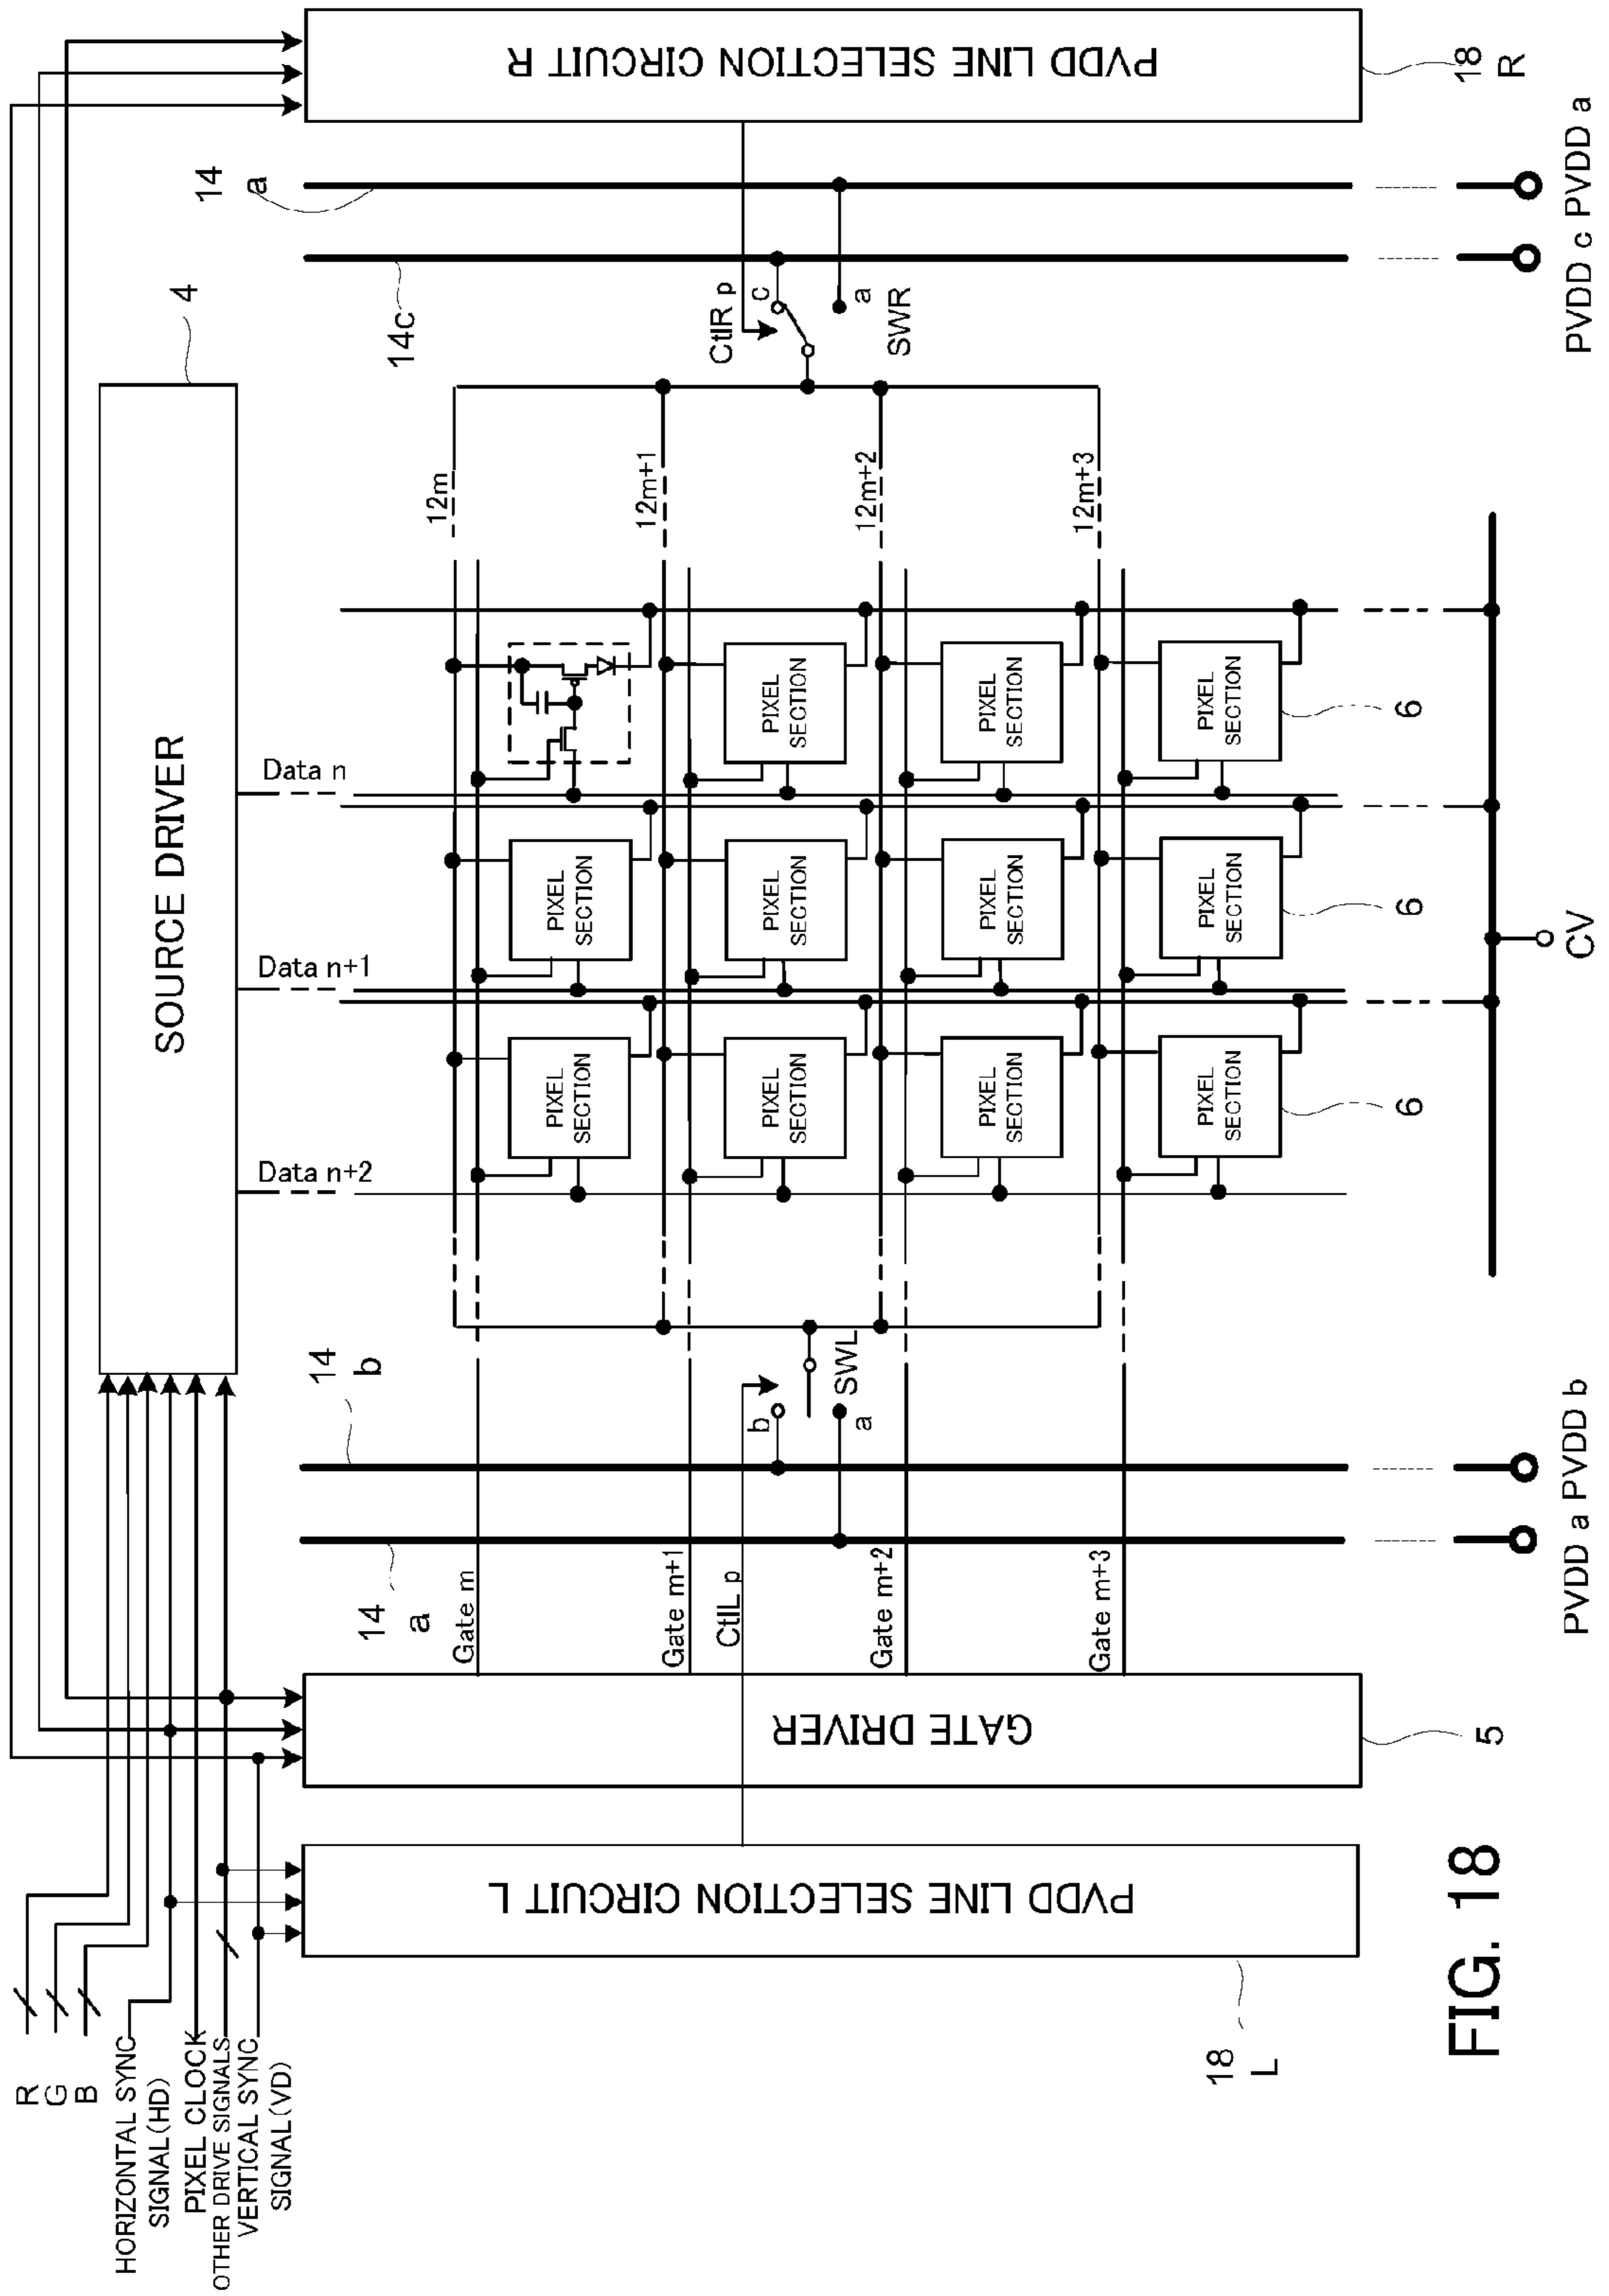 R
G
B
HORIZONTAL SYNC
SIGNAL(HD)
PIXEL CLOCK
OTHER DRIVE SIGNALS
VERTICAL SYNC
SIGNAL(VD)
SOURCE DRIVER
4
PVDD LINE SELECTION CIRCUIT L
18
L
GATE DRIVER
5
PVDD LINE SELECTION CIRCUIT R
18
R
14
a
14
b
14c
14
a
Data n+2
Data n+1
Data n
Gate m
Gate m+1
CtlL p
Gate m+2
Gate m+3
b
a
SWL
CtlR p
c
a
SWR
12m
12m+1
12m+2
12m+3
PIXEL
SECTION
PIXEL
SECTION
PIXEL
SECTION
PIXEL
SECTION
PIXEL
SECTION
PIXEL
SECTION
PIXEL
SECTION
PIXEL
SECTION
PIXEL
SECTION
PIXEL
SECTION
PIXEL
SECTION
6
6
6
PVDD a PVDD b
CV
PVDD c PVDD a
FIG. 18